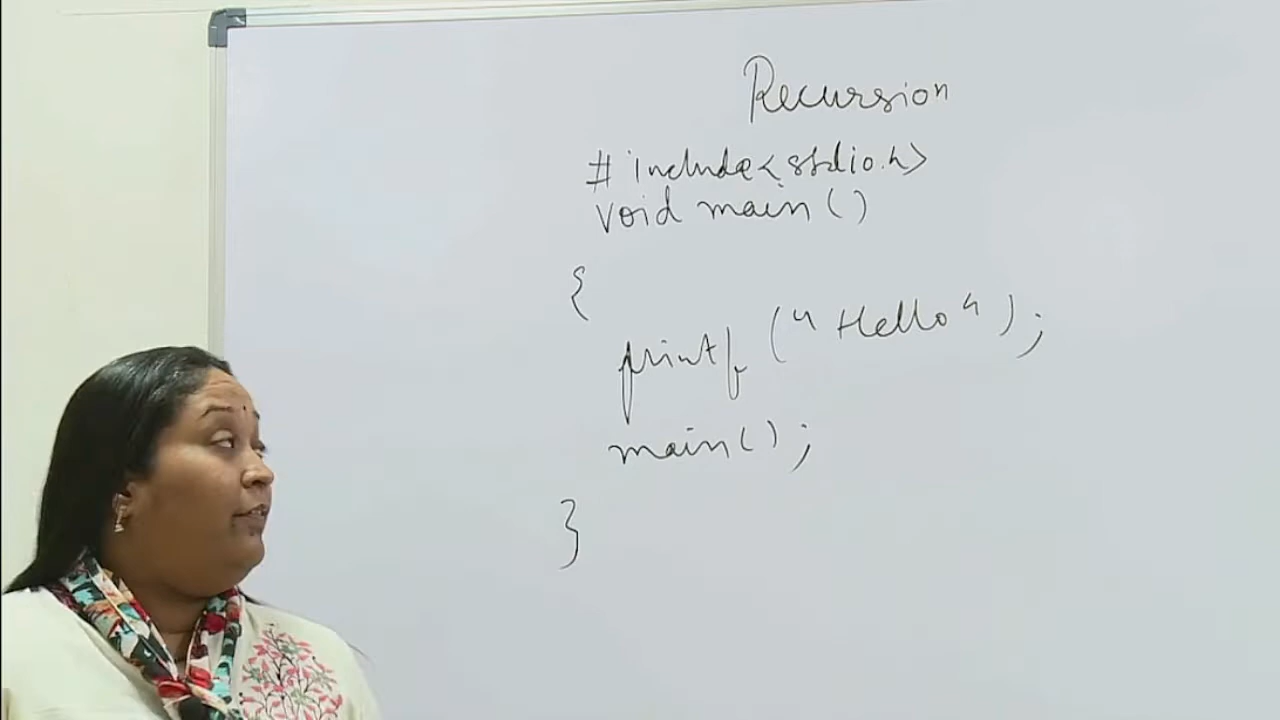 Recursion
# include<stdio.h>
void main()
{
printf("Hello");
main();
}